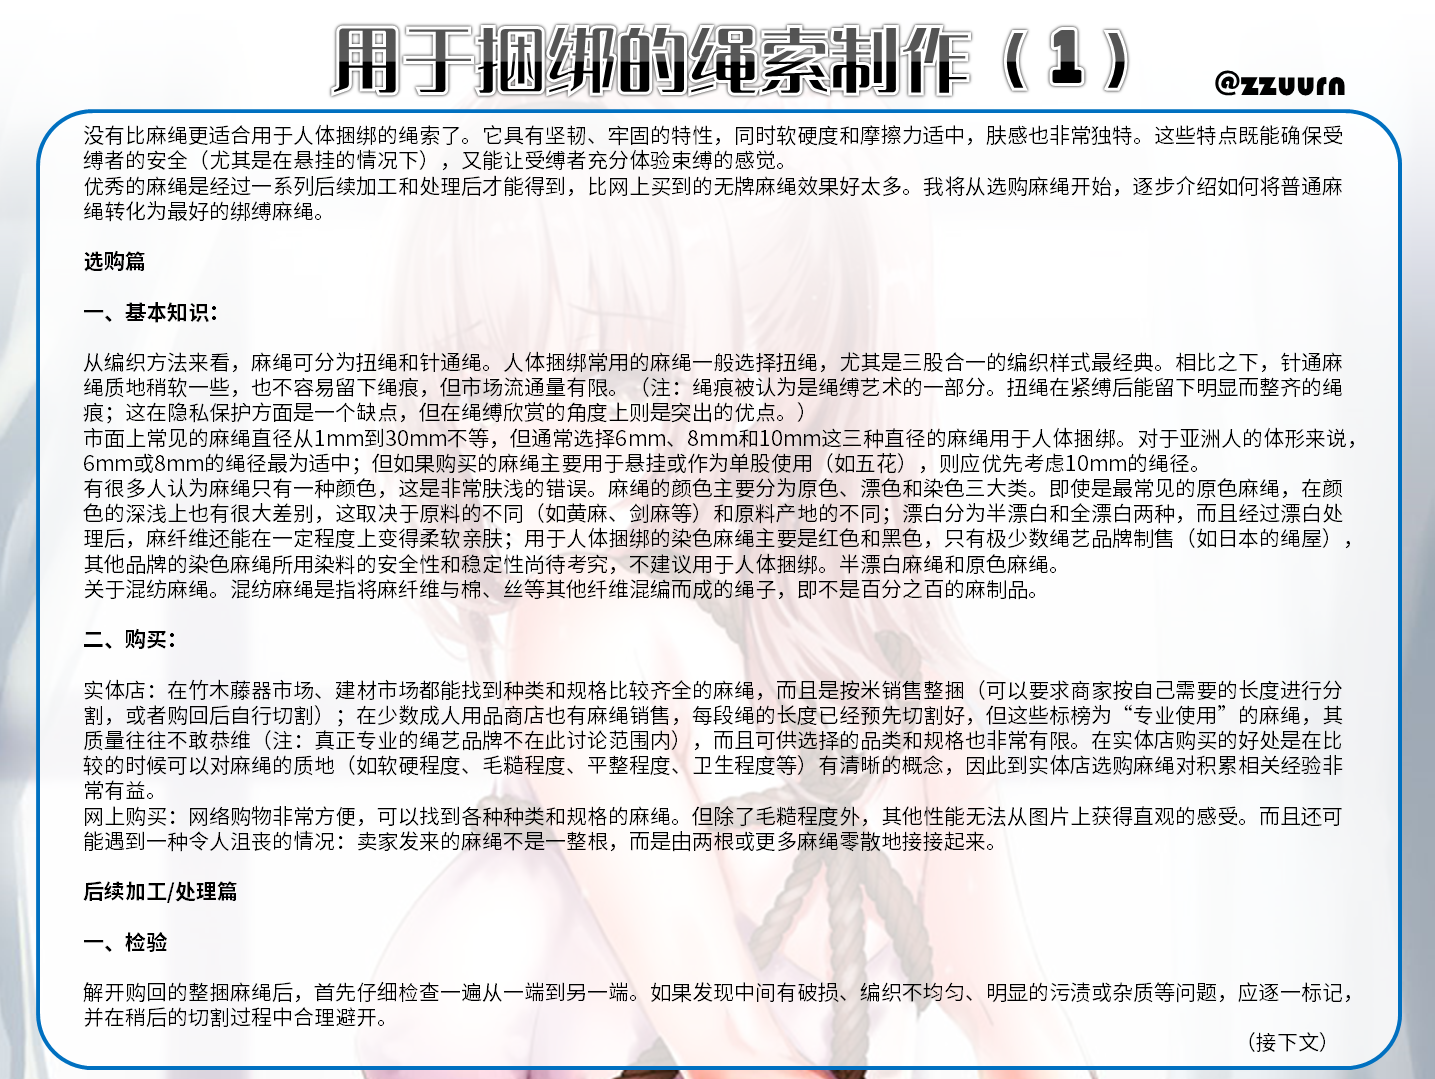 用于捆绑的绳索制作（1）
@zzuurn
没有比麻绳更适合用于人体捆绑的绳索了。它具有坚韧、牢固的特性，同时软硬度和摩擦力适中，肤感也非常独特。这些特点既能确保受
缚者的安全（尤其是在悬挂的情况下），又能让受缚者充分体验束缚的感觉。
优秀的麻绳是经过一系列后续加工和处理后才能得到，比网上买到的无牌麻绳效果好太多。我将从选购麻绳开始，逐步介绍如何将普通麻
绳转化为最好的绑缚麻绳。
选购篇
一、基本知识：
从编织方法来看，麻绳可分为扭绳和针通绳。人体捆绑常用的麻绳一般选择扭绳，尤其是三股合一的编织样式最经典。相比之下，针通麻
绳质地稍软一些，也不容易留下绳痕，但市场流通量有限。（注：绳痕被认为是绳缚艺术的一部分。扭绳在紧缚后能留下明显而整齐的绳
痕；这在隐私保护方面是一个缺点，但在绳缚欣赏的角度上则是突出的优点。）
市面上常见的麻绳直径从1mm到30mm不等，但通常选择6mm、8mm和10mm这三种直径的麻绳用于人体捆绑。对于亚洲人的体形来说，
6mm或8mm的绳径最为适中；但如果购买的麻绳主要用于悬挂或作为单股使用（如五花），则应优先考虑10mm的绳径。
有很多人认为麻绳只有一种颜色，这是非常肤浅的错误。麻绳的颜色主要分为原色、漂色和染色三大类。即使是最常见的原色麻绳，在颜
色的深浅上也有很大差别，这取决于原料的不同（如黄麻、剑麻等）和原料产地的不同；漂白分为半漂白和全漂白两种，而且经过漂白处
理后，麻纤维还能在一定程度上变得柔软亲肤；用于人体捆绑的染色麻绳主要是红色和黑色，只有极少数绳艺品牌制售（如日本的绳屋），
其他品牌的染色麻绳所用染料的安全性和稳定性尚待考究，不建议用于人体捆绑。半漂白麻绳和原色麻绳。
关于混纺麻绳。混纺麻绳是指将麻纤维与棉、丝等其他纤维混编而成的绳子，即不是百分之百的麻制品。
二、购买：
实体店：在竹木藤器市场、建材市场都能找到种类和规格比较齐全的麻绳，而且是按米销售整捆（可以要求商家按自己需要的长度进行分
割，或者购回后自行切割）；在少数成人用品商店也有麻绳销售，每段绳的长度已经预先切割好，但这些标榜为“专业使用”的麻绳，其
质量往往不敢恭维（注：真正专业的绳艺品牌不在此讨论范围内），而且可供选择的品类和规格也非常有限。在实体店购买的好处是在比
较的时候可以对麻绳的质地（如软硬程度、毛糙程度、平整程度、卫生程度等）有清晰的概念，因此到实体店选购麻绳对积累相关经验非
常有益。
网上购买：网络购物非常方便，可以找到各种种类和规格的麻绳。但除了毛糙程度外，其他性能无法从图片上获得直观的感受。而且还可
能遇到一种令人沮丧的情况：卖家发来的麻绳不是一整根，而是由两根或更多麻绳零散地接接起来。
后续加工/处理篇
一、检验
解开购回的整捆麻绳后，首先仔细检查一遍从一端到另一端。如果发现中间有破损、编织不均匀、明显的污渍或杂质等问题，应逐一标记，
并在稍后的切割过程中合理避开。
（接下文）